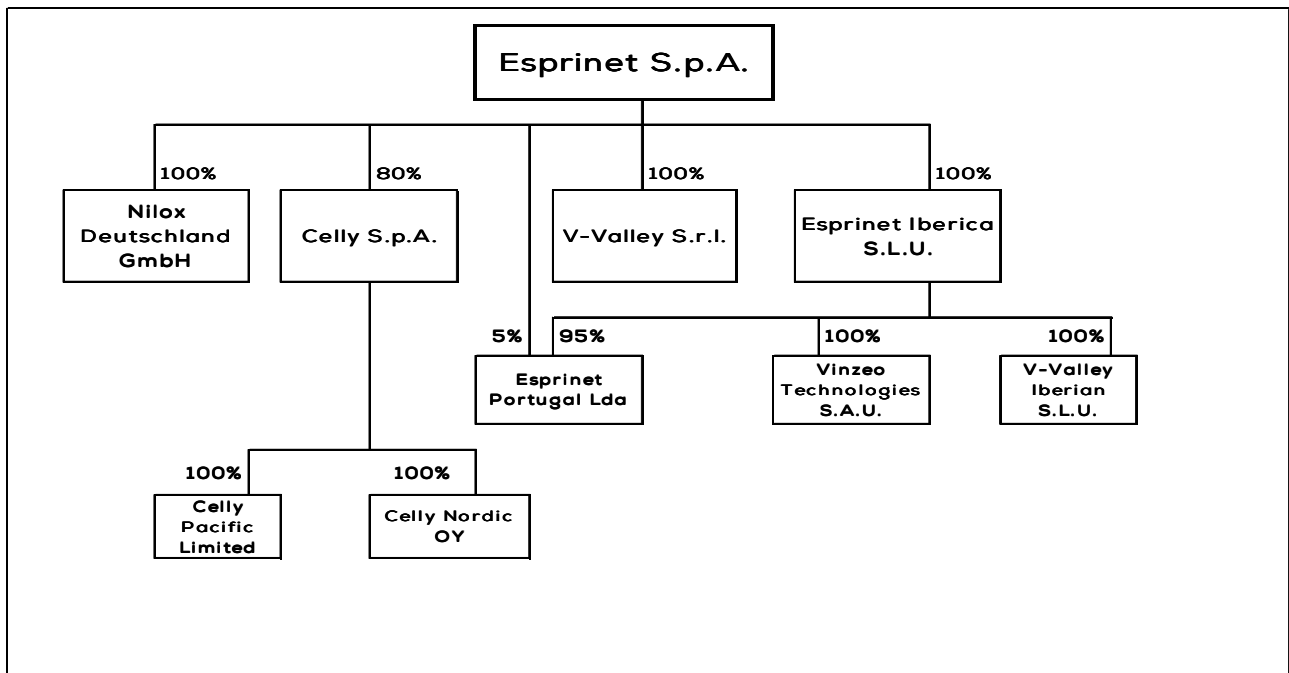 Esprinet S.p.A.
100%
80%
100%
100%
Nilox
Deutschland
GmbH
Celly S.p.A.
V-Valley S.r.l.
Esprinet Iberica
S.L.U.
5%
95%
100%
100%
Esprinet
Portugal Lda
Vinzeo
Technologies
S.A.U.
V-Valley
Iberian
S.L.U.
100%
100%
Celly
Pacific
Limited
Celly Nordic
OY